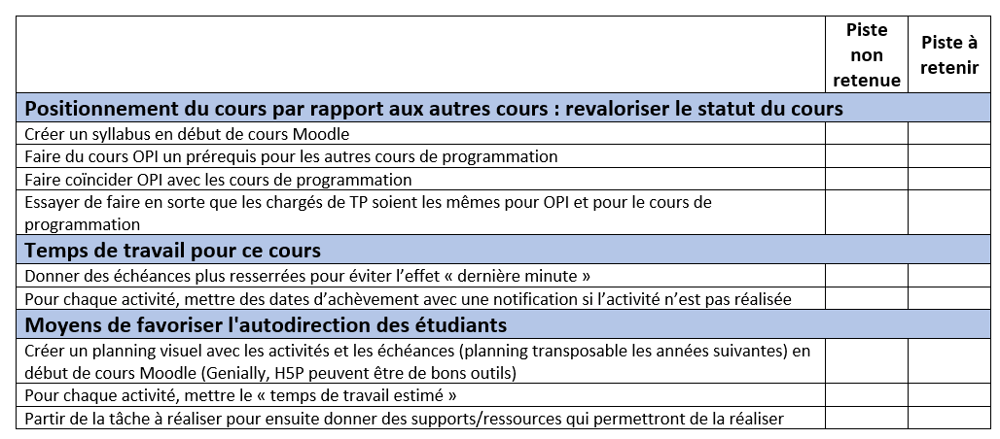 Piste
non
retenue
Piste à
retenir
Positionnement du cours par rapport aux autres cours : revaloriser le statut du cours
Créer un syllabus en début de cours Moodle
Faire du cours OPI un prérequis pour les autres cours de programmation
Faire coïncider OPI avec les cours de programmation
Essayer de faire en sorte que les chargés de TP soient les mêmes pour OPI et pour le cours de
programmation
Temps de travail pour ce cours
Donner des échéances plus resserrées pour éviter l’effet « dernière minute »
Pour chaque activité, mettre des dates d’achèvement avec une notification si l’activité n’est pas réalisée
Moyens de favoriser l'autodirection des étudiants
Créer un planning visuel avec les activités et les échéances (planning transposable les années suivantes) en
début de cours Moodle (Genially, H5P peuvent être de bons outils)
Pour chaque activité, mettre le « temps de travail estimé »
Partir de la tâche à réaliser pour ensuite donner des supports/ressources qui permettront de la réaliser